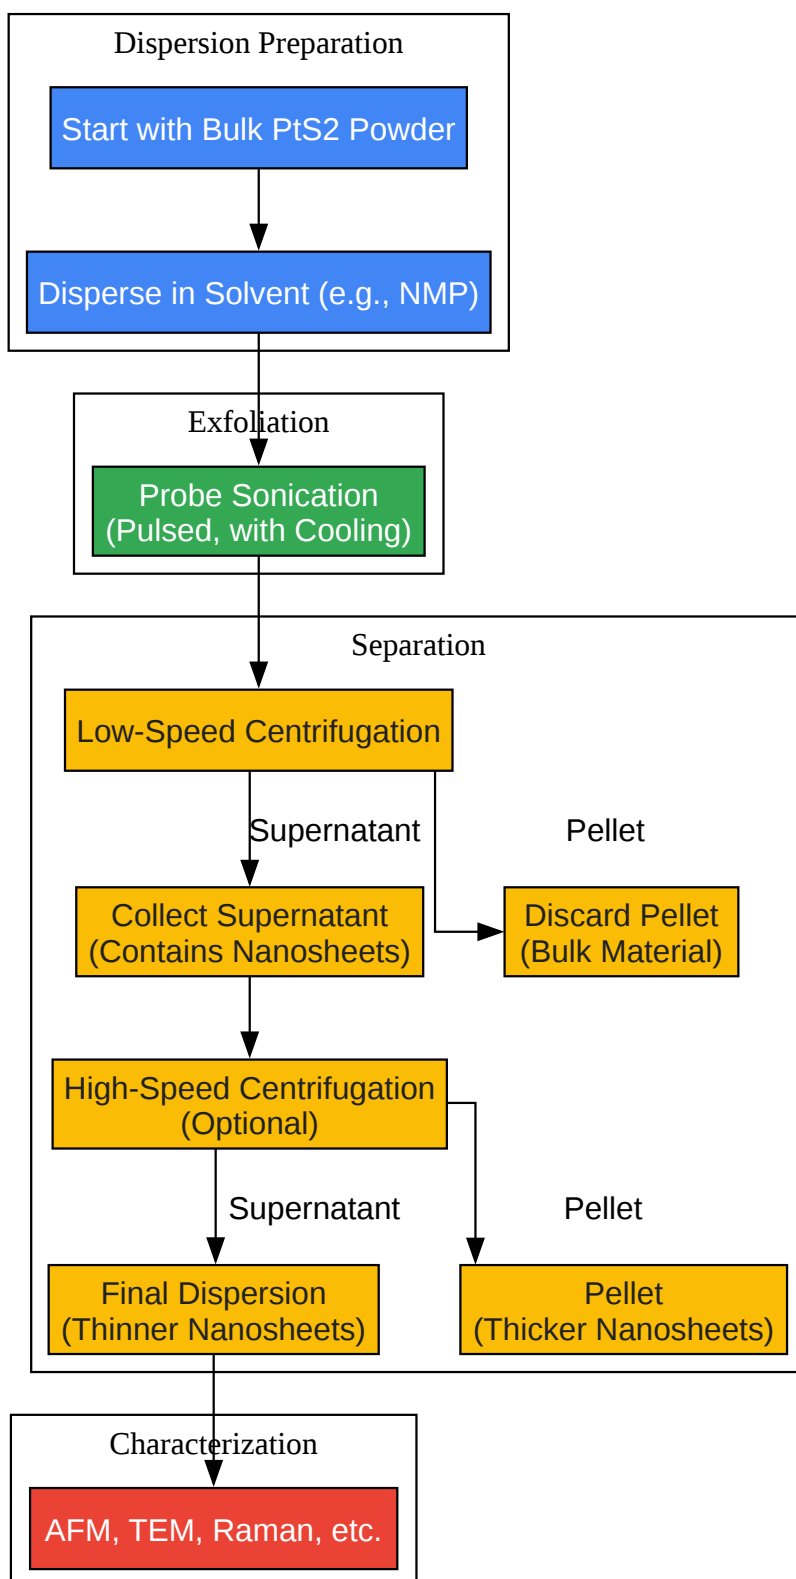 Dispersion Preparation
Start with Bulk PtS2 Powder
Disperse in Solvent (e.g., NMP)
Exfoliation
Probe Sonication
(Pulsed, with Cooling)
Separation
Low-Speed Centrifugation
Supernatant
Pellet
Collect Supernatant
(Contains Nanosheets)
Discard Pellet
(Bulk Material)
High-Speed Centrifugation
(Optional)
Supernatant
Pellet
Final Dispersion
(Thinner Nanosheets)
Pellet
(Thicker Nanosheets)
Characterization
AFM, TEM, Raman, etc.